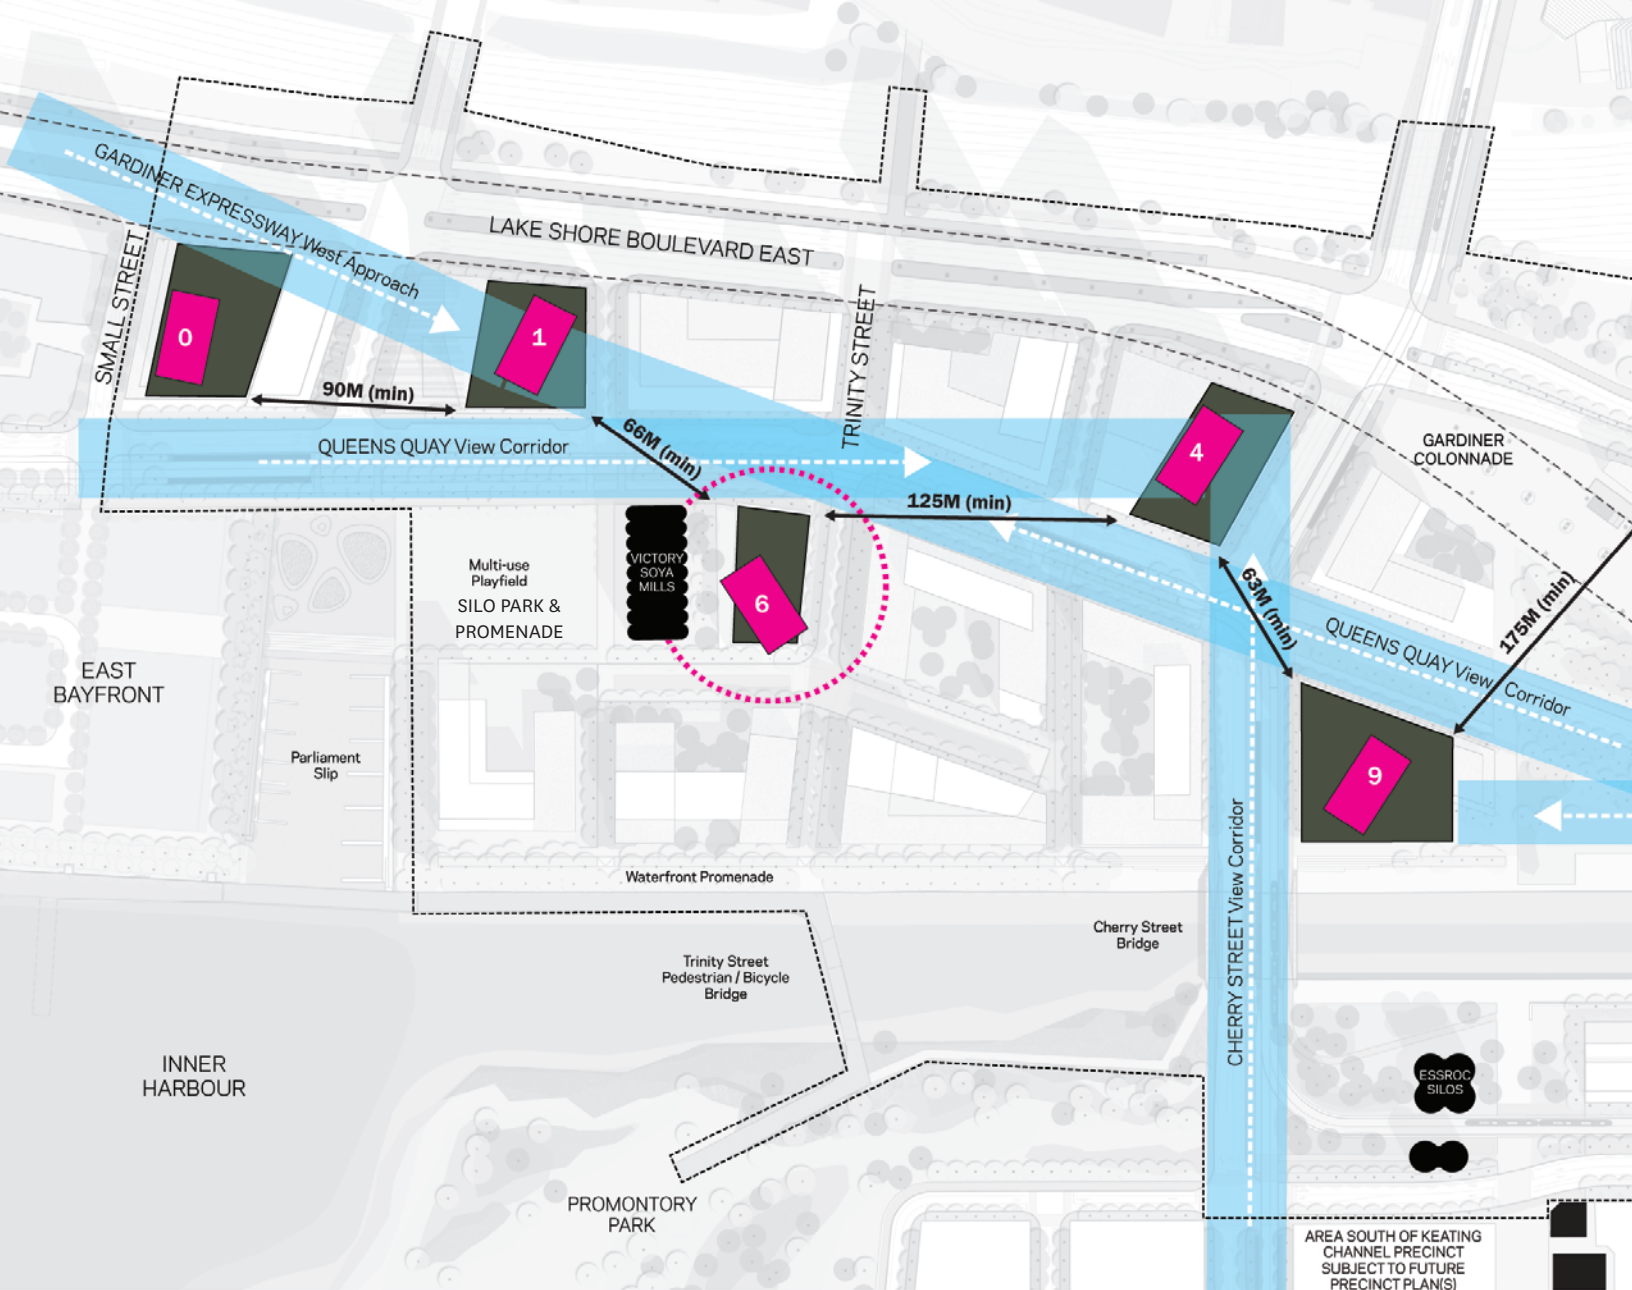 GARDINER EXPRESSWAY West Approach
LAKE SHORE BOULEVARD EAST
SMALL STREET
TRINITY STREET
0
1
90M (min)
QUEENS QUAY View Corridor
66M (min)
4
GARDINER
COLONNADE
125M (min)
VICTORY
SOYA
MILLS
6
Multi-use
Playfield
SILO PARK &
PROMENADE
63M (min)
175M (min)
QUEENS QUAY View Corridor
EAST
BAYFRONT
Parliament
Slip
9
CHERRY STREET View Corridor
Waterfront Promenade
Cherry Street
Bridge
Trinity Street
Pedestrian / Bicycle
Bridge
INNER
HARBOUR
ESSROC
SILOS
PROMONTORY
PARK
AREA SOUTH OF KEATING
CHANNEL PRECINCT
SUBJECT TO FUTURE
PRECINCT PLAN(S)